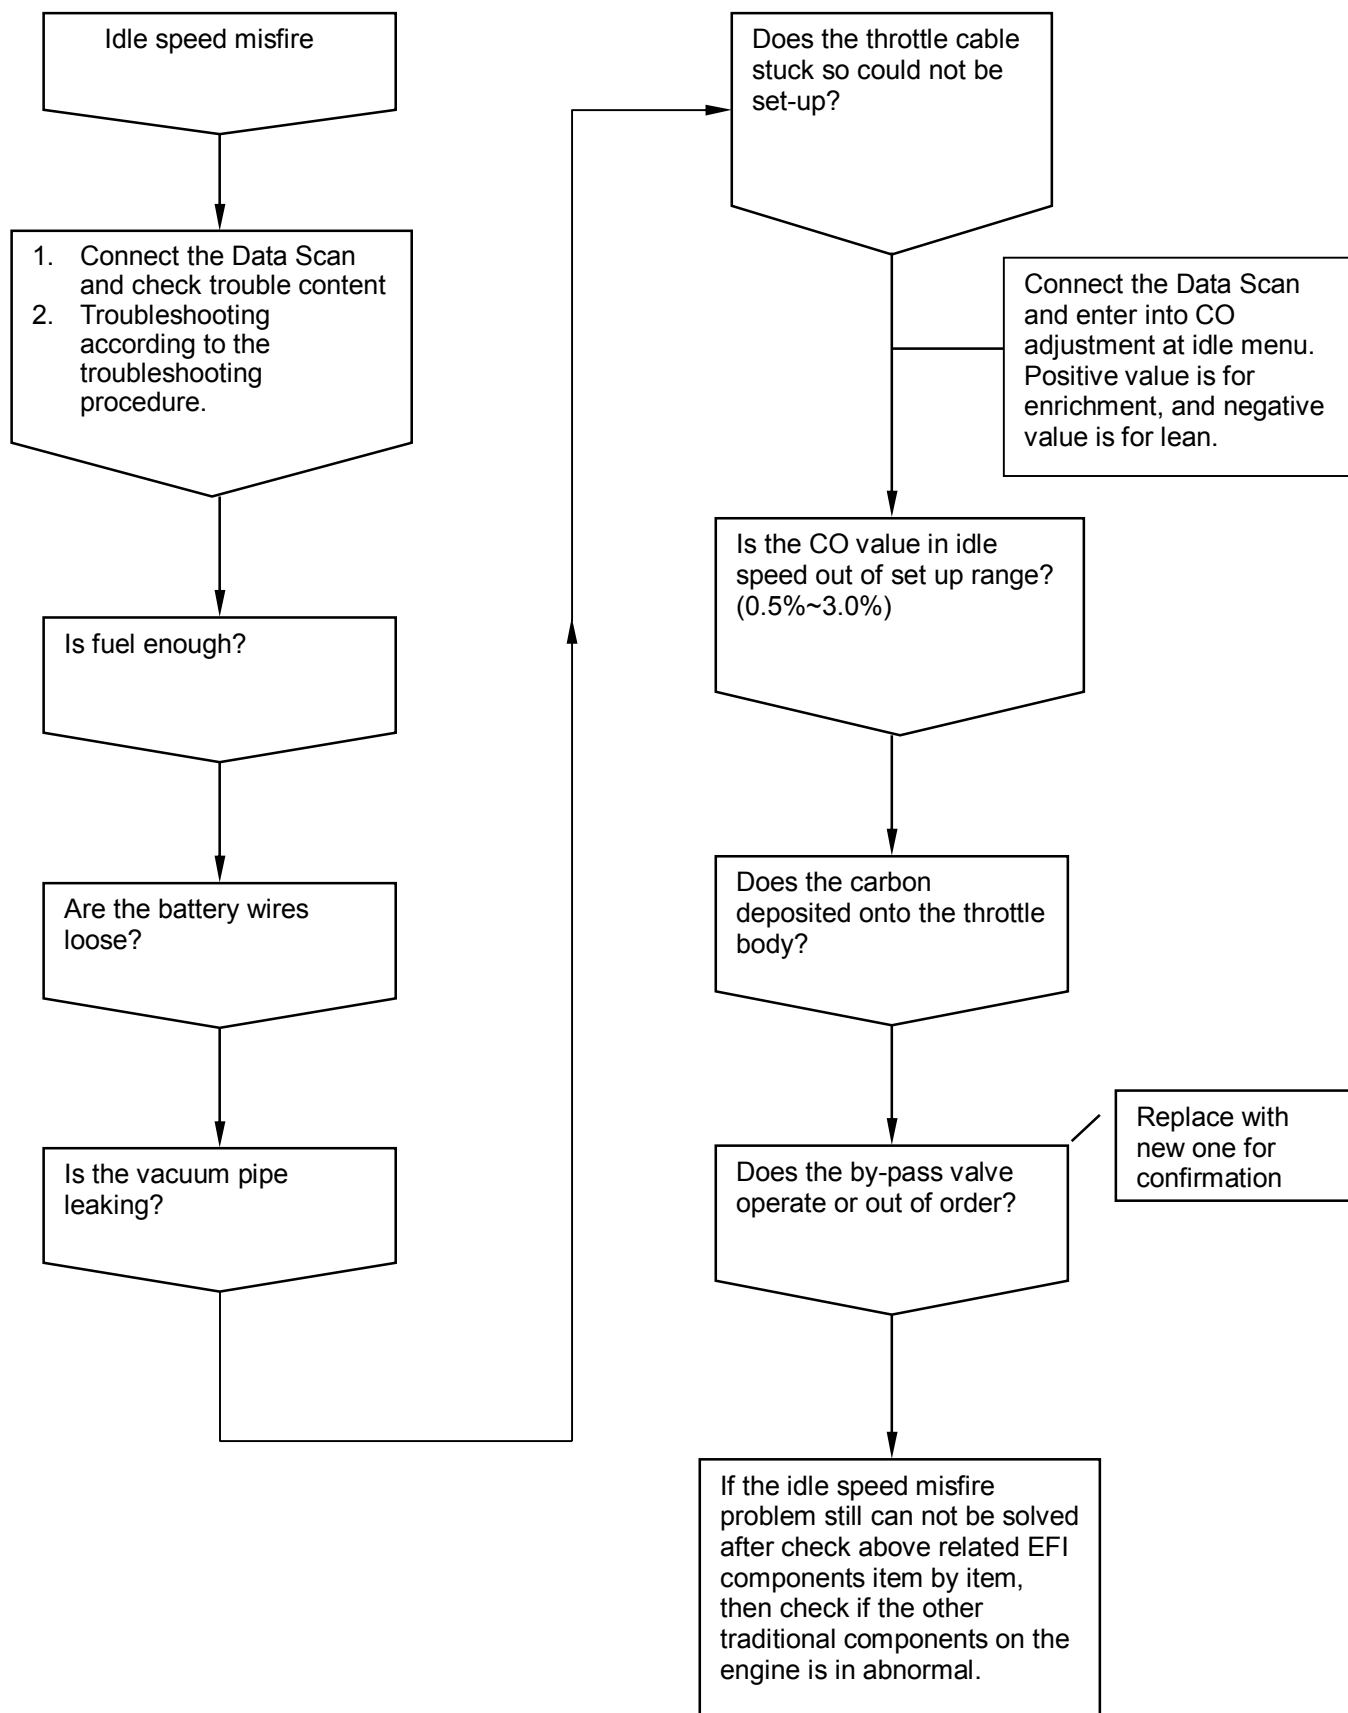 Idle speed misfire
1. Connect the Data Scan
and check trouble content
2. Troubleshooting
according to the
troubleshooting
procedure.
Is fuel enough?
Are the battery wires
loose?
Is the vacuum pipe
leaking?
Does the throttle cable
stuck so could not be
set-up?
Connect the Data Scan
and enter into CO
adjustment at idle menu.
Positive value is for
enrichment, and negative
value is for lean.
Is the CO value in idle
speed out of set up range?
(0.5%~3.0%)
Does the carbon
deposited onto the throttle
body?
Does the by-pass valve
operate or out of order?
Replace with
new one for
confirmation
If the idle speed misfire
problem still can not be solved
after check above related EFI
components item by item,
then check if the other
traditional components on the
engine is in abnormal.